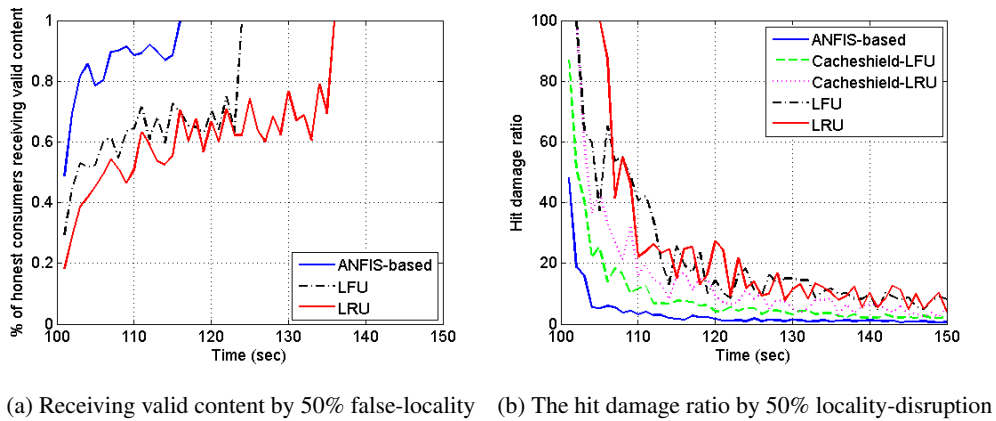 % of honest consumers receiving valid content
1
0.8
0.6
0.4
0.2
0
100
110
120
130
140
150
Time (sec)
ANFIS-based
LFU
LRU
(a) Receiving valid content by 50% false-locality
Hit damage ratio
100
80
60
40
20
0
100
110
120
130
140
150
Time (sec)
ANFIS-based
Cacheshield-LFU
Cacheshield-LRU
LFU
LRU
(b) The hit damage ratio by 50% locality-disruption